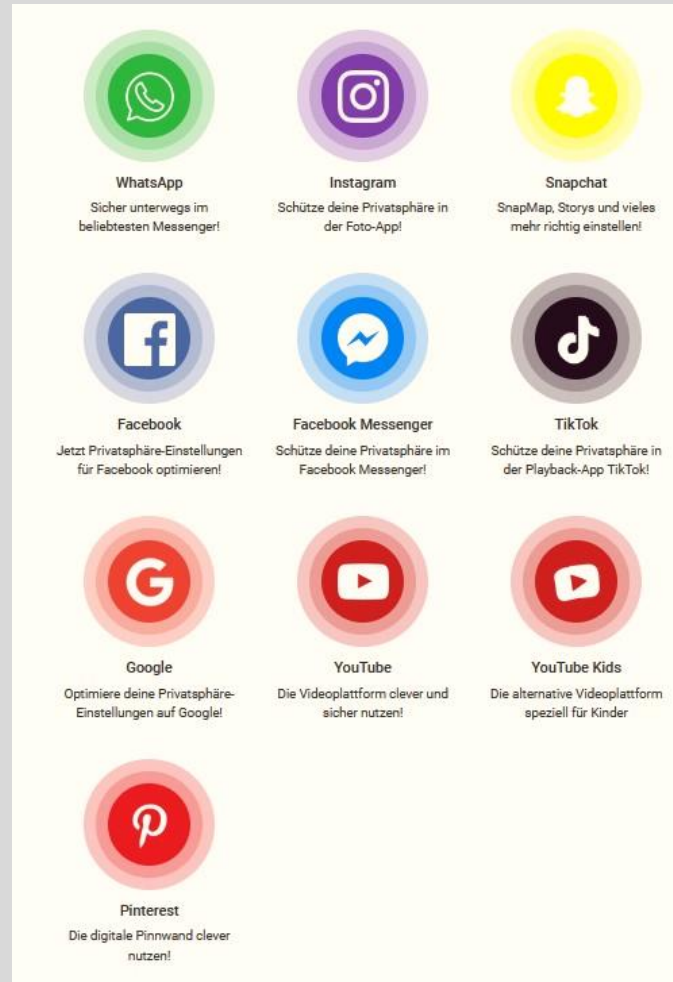 WhatsApp
Sicher unterwegs im
beliebtesten Messenger!
Instagram
Schütze deine Privatsphäre in
der Foto-App!
Snapchat
SnapMap, Storys und vieles
mehr richtig einstellen!
Facebook
Jetzt Privatsphäre-Einstellungen
für Facebook optimieren!
Facebook Messenger
Schütze deine Privatsphäre im
Facebook Messenger!
TikTok
Schütze deine Privatsphäre in
der Playback-App TikTok!
Google
Optimiere deine Privatsphäre-
Einstellungen auf Google!
YouTube
Die Videoplattform clever und
sicher nutzen!
YouTube Kids
Die alternative Videoplattform
speziell für Kinder
Pinterest
Die digitale Pinnwand clever
nutzen!